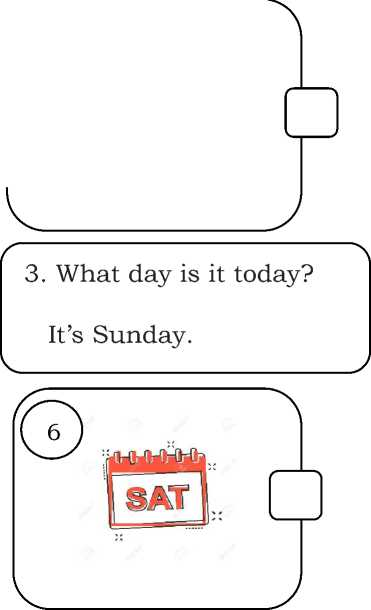 3. What day is it today?
It's Sunday.
6
SAT